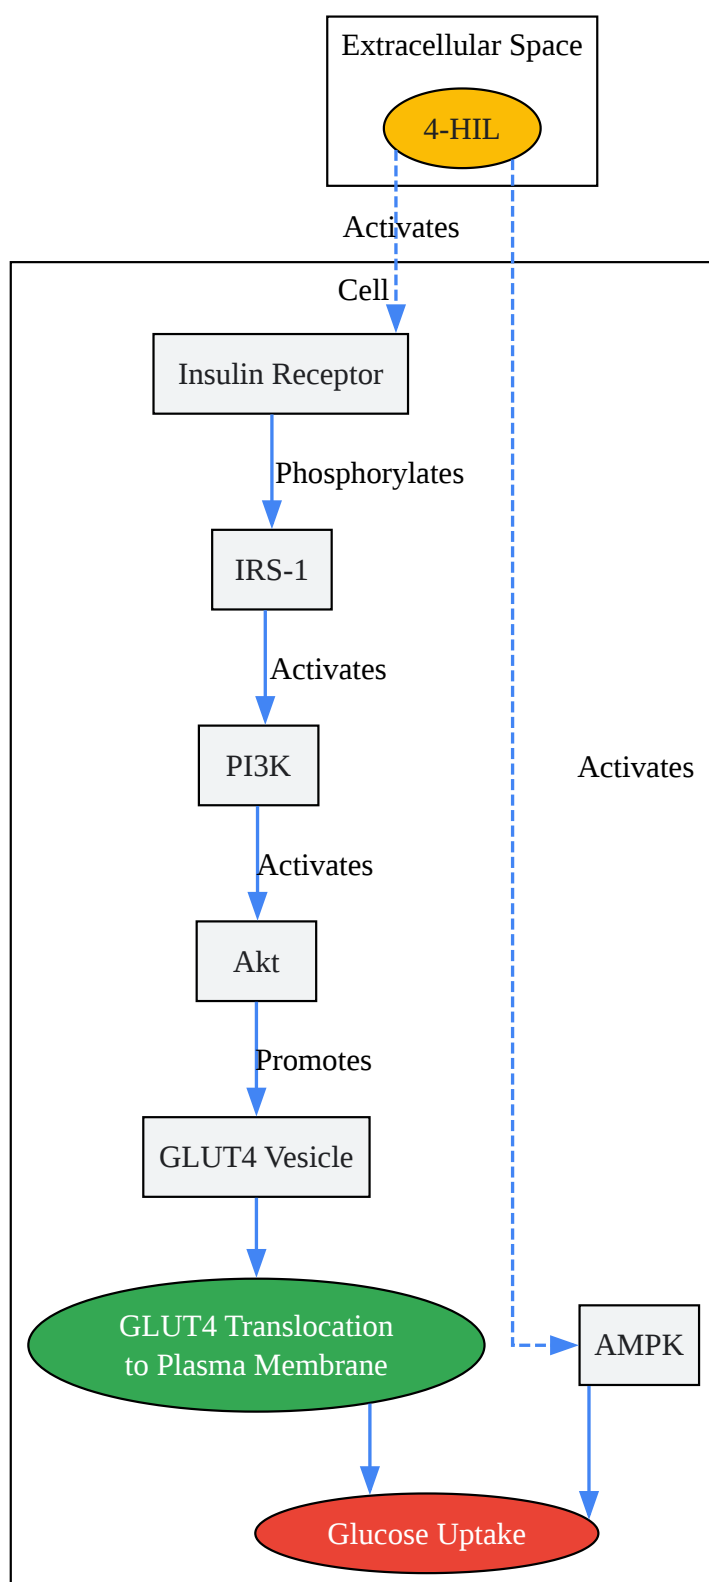 Extracellular Space
4-HIL
Activates
Cell
Insulin Receptor
Phosphorylates
IRS-1
Activates
PI3K
Activates
Activates
Akt
Promotes
GLUT4 Vesicle
GLUT4 Translocation
to Plasma Membrane
AMPK
Glucose Uptake